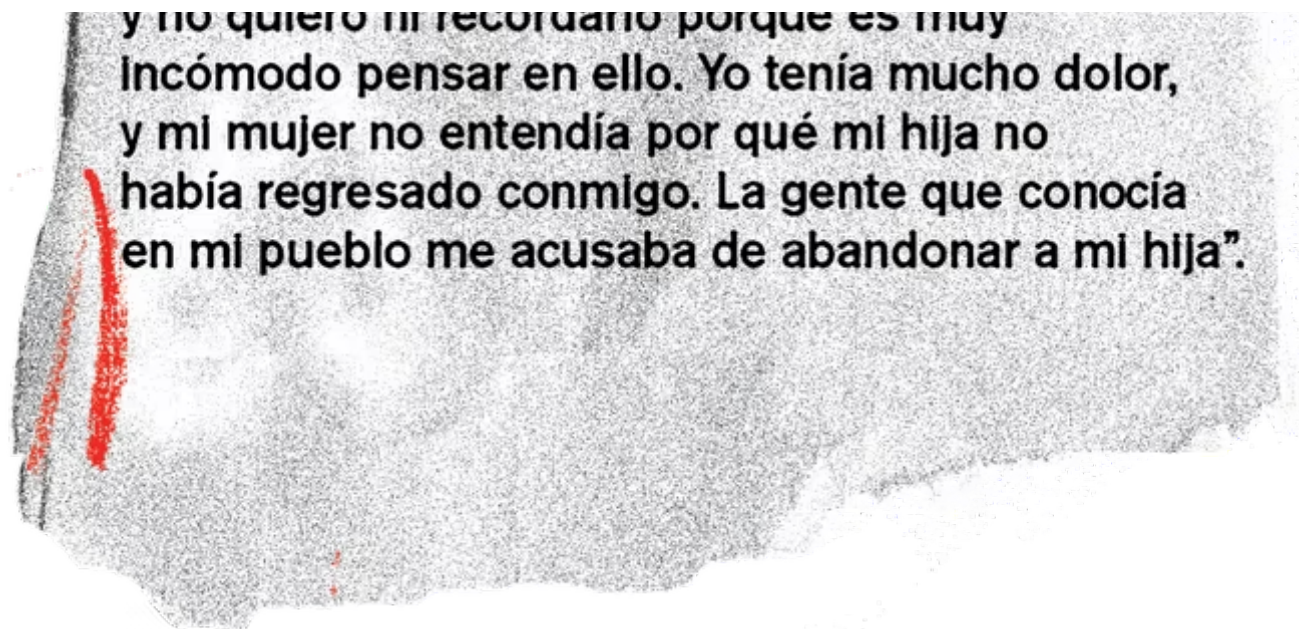 y no quiero ni recordarlo porque es muy
incómodo pensar en ello. Yo tenía mucho dolor,
y mi mujer no entendía por qué mi hija no
había regresado conmigo. La gente que conocía
en mi pueblo me acusaba de abandonar a mi hija”.